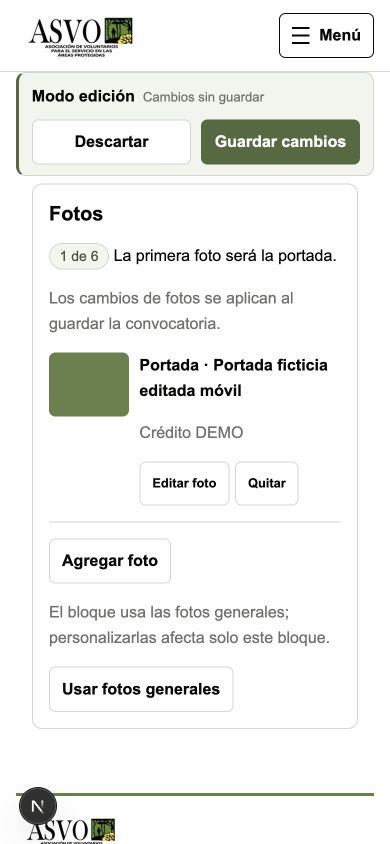 ASVO
ASOCIACIÓN DE VOLUNTARIOS
PARA EL SERVICIO EN LAS
ÁREAS PROTEGIDAS
Menú
Modo edición Cambios sin guardar
Descartar
Guardar cambios
Fotos
1 de 6 La primera foto será la portada.
Los cambios de fotos se aplican al
guardar la convocatoria.
Portada · Portada ficticia
editada móvil
Crédito DEMO
Editar foto
Quitar
Agregar foto
El bloque usa las fotos generales;
personalizarlas afecta solo este bloque.
Usar fotos generales
N
ASVO
ASOCIACIÓN DE VOLUNTARIOS